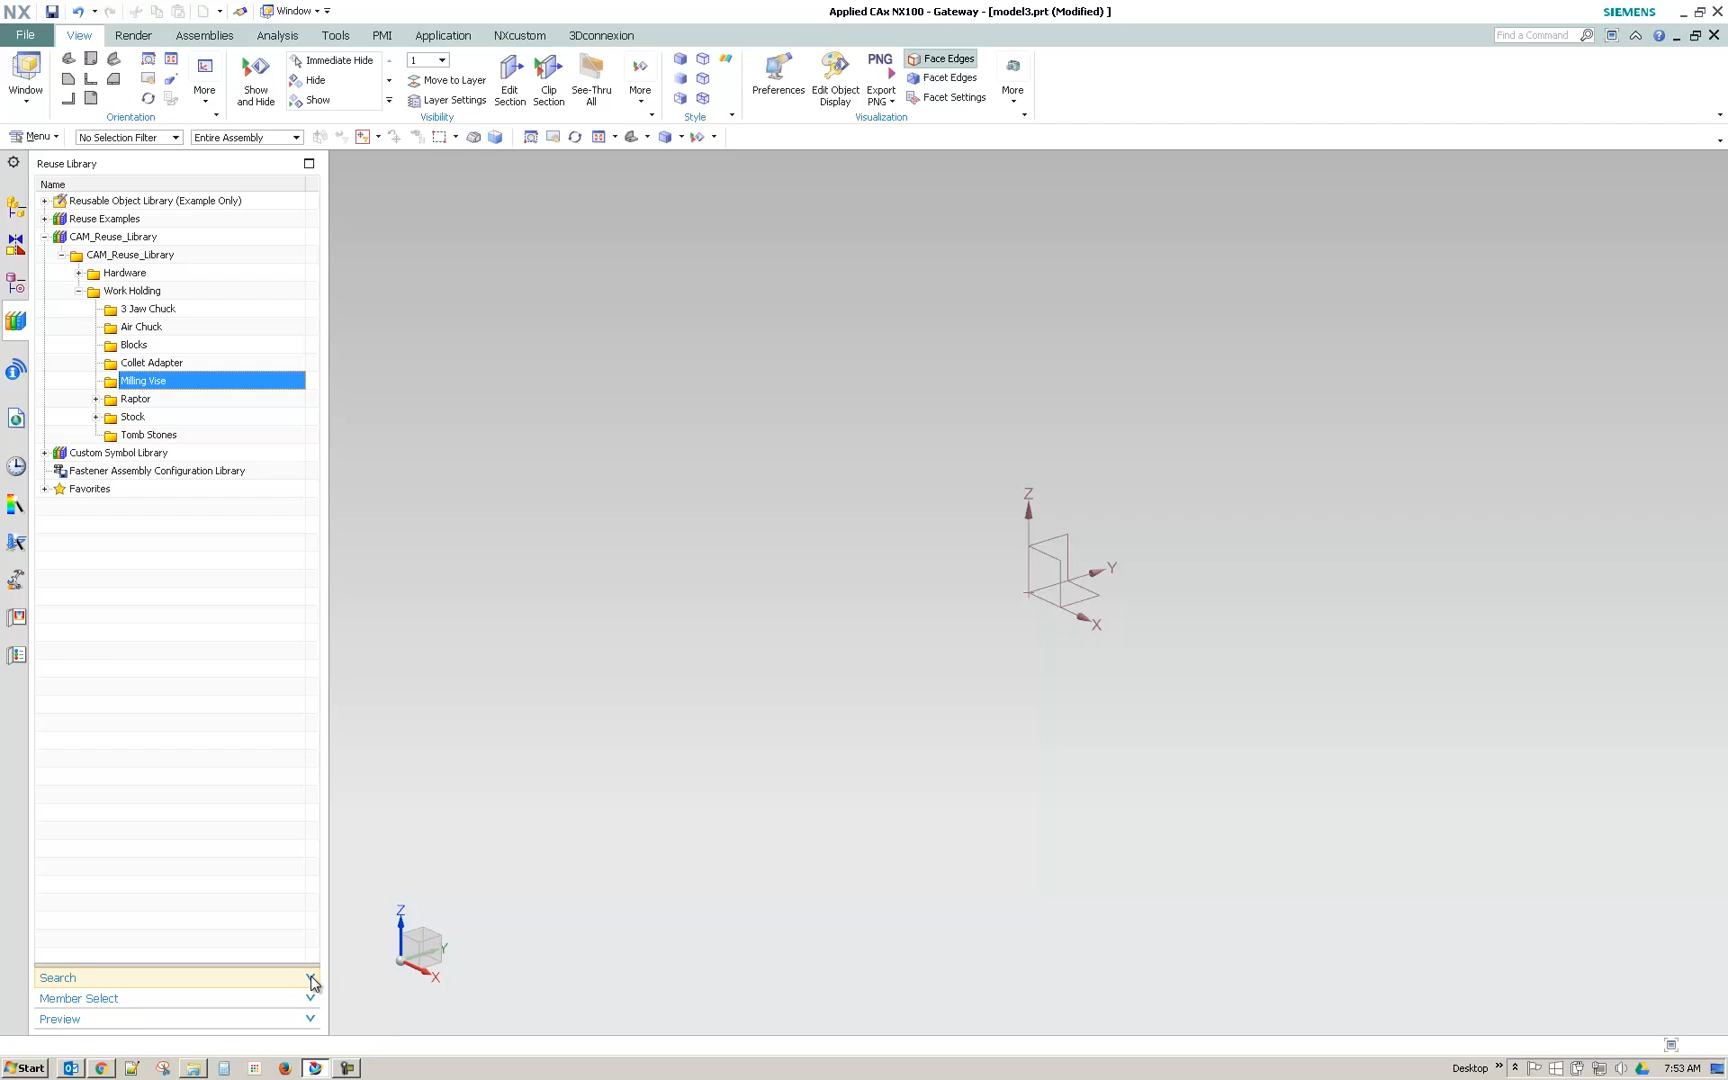 NX
Window
Applied CAx NX100 - Gateway - [model3.prt (Modified) ]
SIEMENS
File
View
Render
Assemblies
Analysis
Tools
PMI
Application
NXcustom
3Dconnexion
Find a Command
Window
More
Orientation
Show
and Hide
Immediate Hide
Hide
Show
1
Move to Layer
Layer Settings
Edit
Section
Clip
Section
See-Thru
All
More
Visibility
Style
Preferences
Edit Object
Display
PNG
Export
PNG
Face Edges
Facet Edges
Facet Settings
More
Visualization
Menu
No Selection Filter
Entire Assembly
Reuse Library
Name
Reusable Object Library (Example Only)
Reuse Examples
CAM_Reuse_Library
CAM_Reuse_Library
Hardware
Work Holding
3 Jaw Chuck
Air Chuck
Blocks
Collet Adapter
Milling Vise
Raptor
Stock
Tomb Stones
Custom Symbol Library
Fastener Assembly Configuration Library
Favorites
Z
Y
X
Z
Y
X
Search
Member Select
Preview
Start
Desktop
7:53 AM